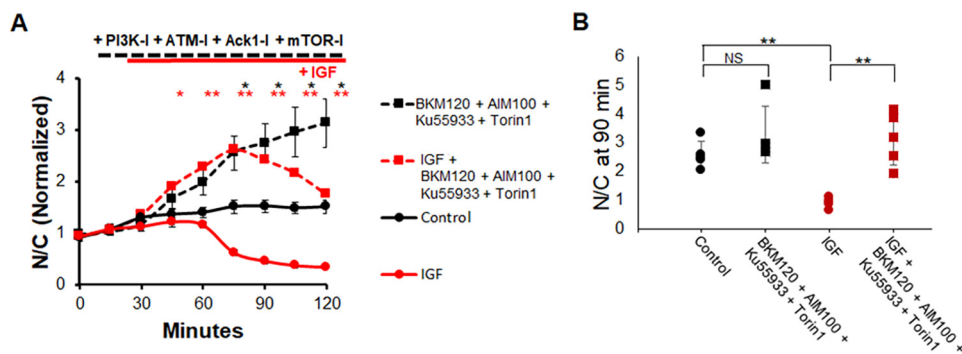 A
+ PI3K-I + ATM-I + Ack1-I + mTOR-I
+ IGF
* ** ** ** ** **
* * * *
N/C (Normalized)
4
3
2
1
0
0 30 60 90 120
Minutes
BKM120 + AIM100 +
Ku55933 + Torin1
IGF +
BKM120 + AIM100 +
Ku55933 + Torin1
Control
IGF
B
**
NS
**
N/C at 90 min
6
5
4
3
2
1
0
Control
BKM120 + AIM100 +
Ku55933 + Torin1
IGF
IGF +
BKM120 + AIM100 +
Ku55933 + Torin1